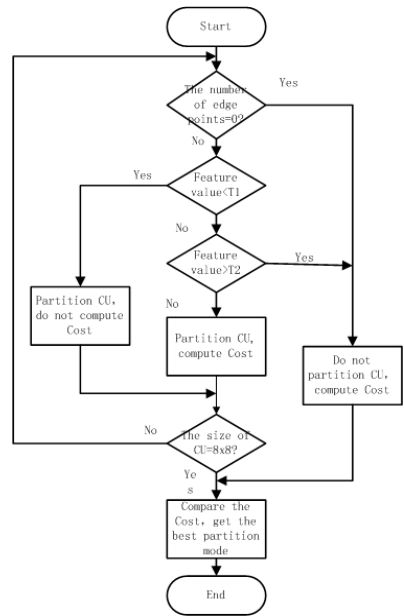 Start
The number
of edge
points=0?
Yes
No
Yes
Feature
value<T1
No
Feature
value>T2
Yes
No
Partition CU,
do not compute
Cost
Partition CU,
compute Cost
Do not
partition CU,
compute Cost
No
The size of
CU=8x8?
Ye
s
Compare the
Cost, get the
best partition
mode
End